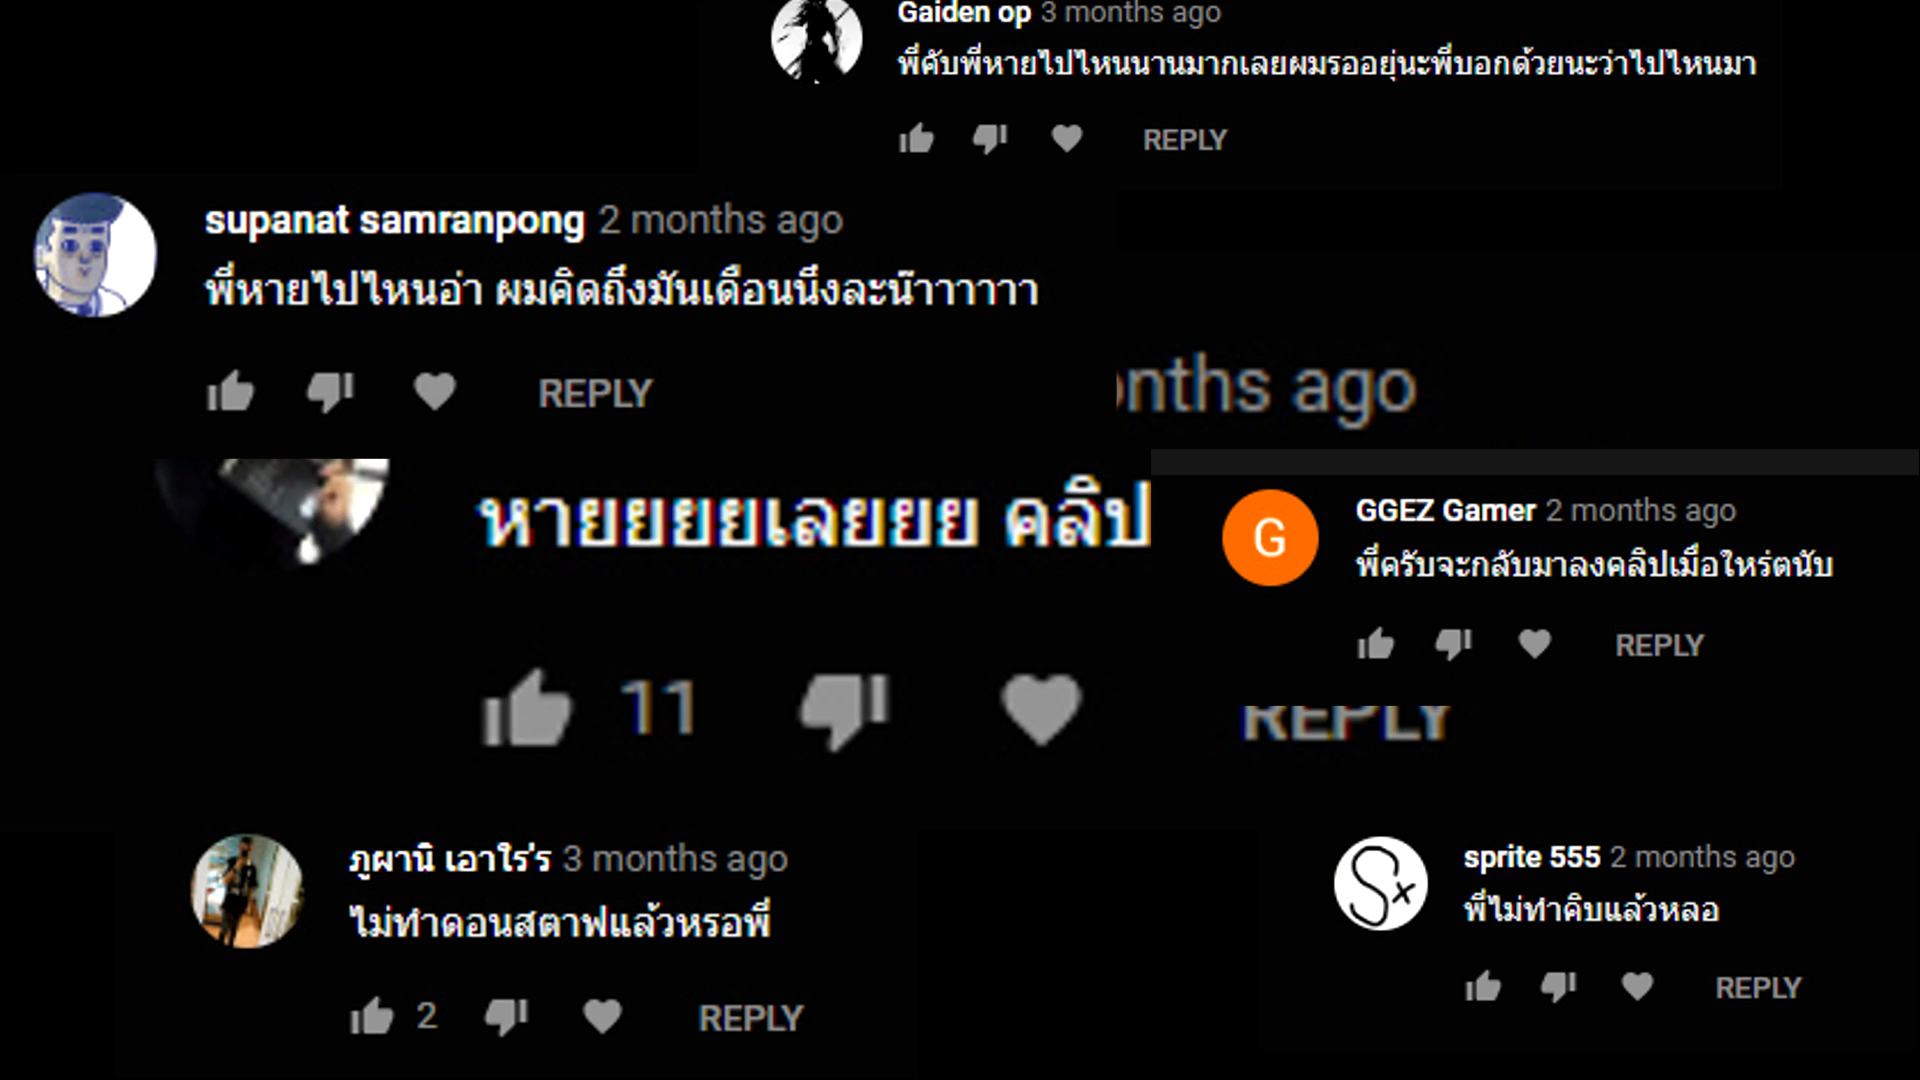 Gaiden op 3 months ago
พี่คับพี่หายไปไหนนานมากเลยผมรออยุ่นะพี่บอกด้วยนะว่าไปไหนมา
REPLY
supanat samranpong 2 months ago
พี่หายไปไหนอ่า ผมคิดถึงมันเดือนนึงละน๊าาาาาาา
REPLY
nths ago
หายยยยเลยยย คลิป
11
REPLY
G
GGEZ Gamer 2 months ago
พี่ครับจะกลับมาลงคลิปเมื่อใหร่ตนับ
REPLY
ภูผานิ เอาใร'ร 3 months ago
ไม่ทำดอนสตาฟแล้วหรอพี่
2 REPLY
Sx
sprite 555 2 months ago
พี่ไม่ทำคิบแล้วหลอ
REPLY